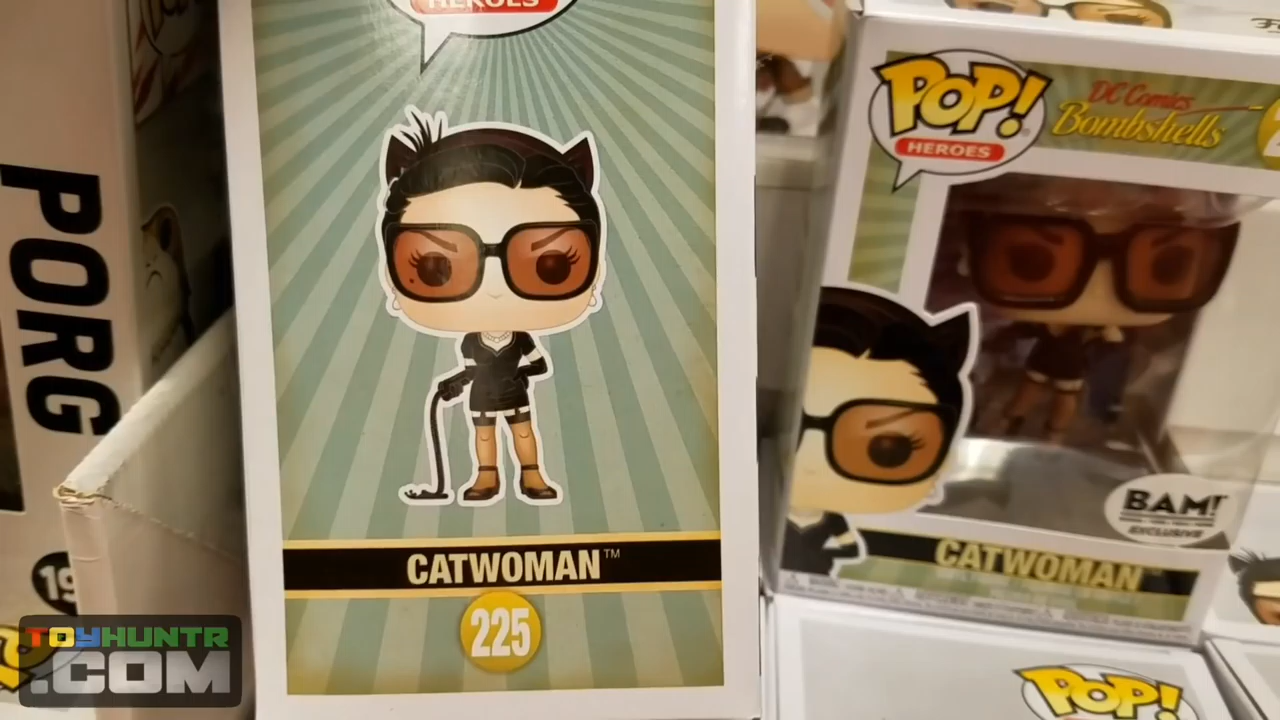 HEROES
CATWOMAN™
225
PORG
19
TOYHUNTR
.COM
POP!
HEROES
DC Comics
Bombshells
BAM!
EXCLUSIVE
CATWOMAN
POP!